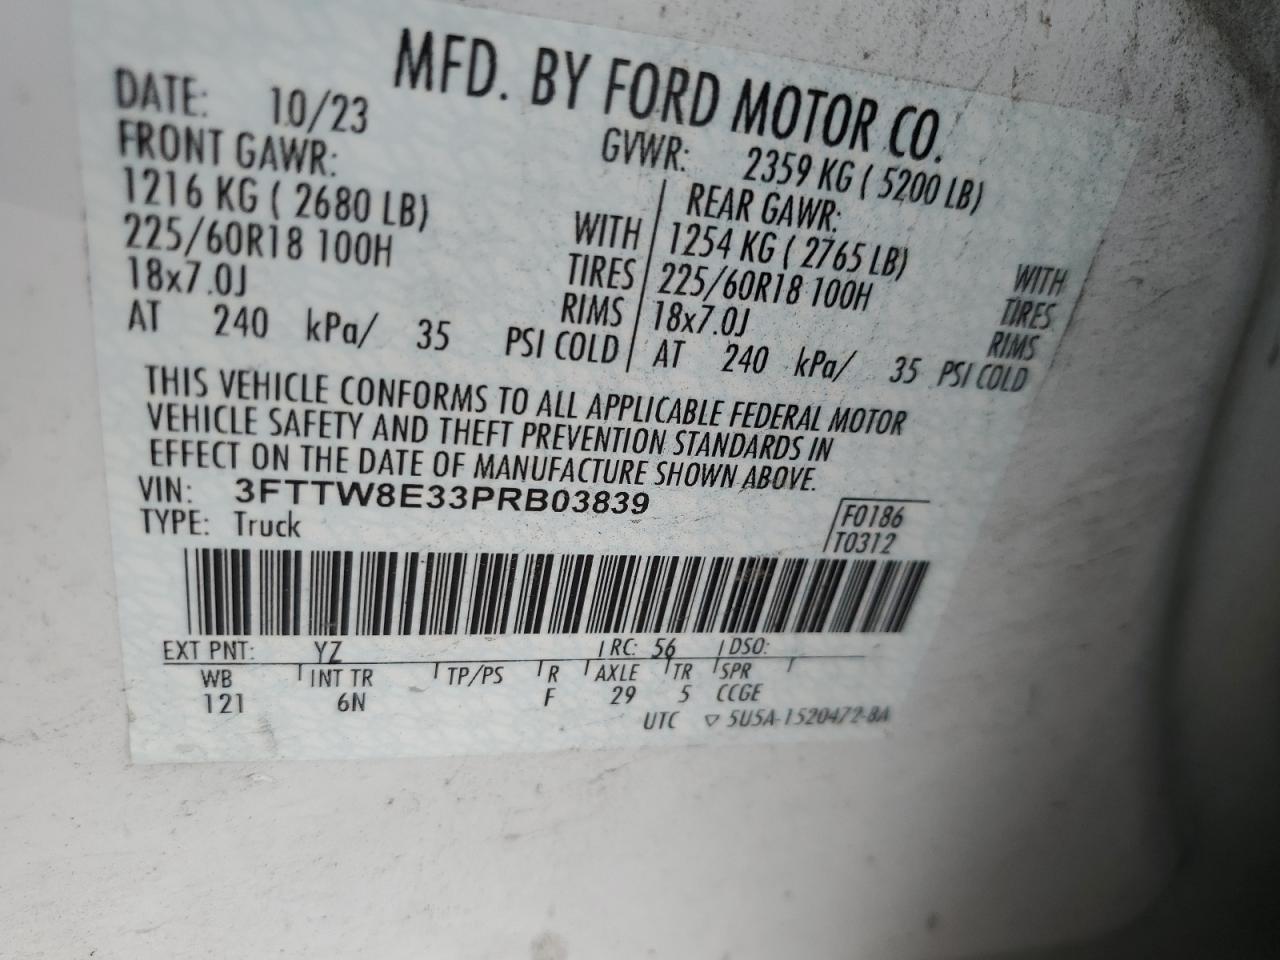 MFD. BY FORD MOTOR CO.
DATE: 10/23 GVWR: 2359 KG ( 5200 LB)
FRONT GAWR: REAR GAWR:
1216 KG ( 2680 LB) WITH 1254 KG ( 2765 LB) WITH
225/60R18 100H TIRES 225/60R18 100H TIRES
18x7.0J RIMS 18x7.0J RIMS
AT 240 kPa/ 35 PSI COLD AT 240 kPa/ 35 PSI COLD
THIS VEHICLE CONFORMS TO ALL APPLICABLE FEDERAL MOTOR
VEHICLE SAFETY AND THEFT PREVENTION STANDARDS IN
EFFECT ON THE DATE OF MANUFACTURE SHOWN ABOVE.
VIN: 3FTTW8E33PRB03839
TYPE: Truck
F0186
T0312
EXT PNT: YZ RC: 56 DSO:
WB INT TR TP/PS R AXLE TR SPR
121 6N F 29 5 CCGE
UTC ▽ 5U5A-1520472-8A